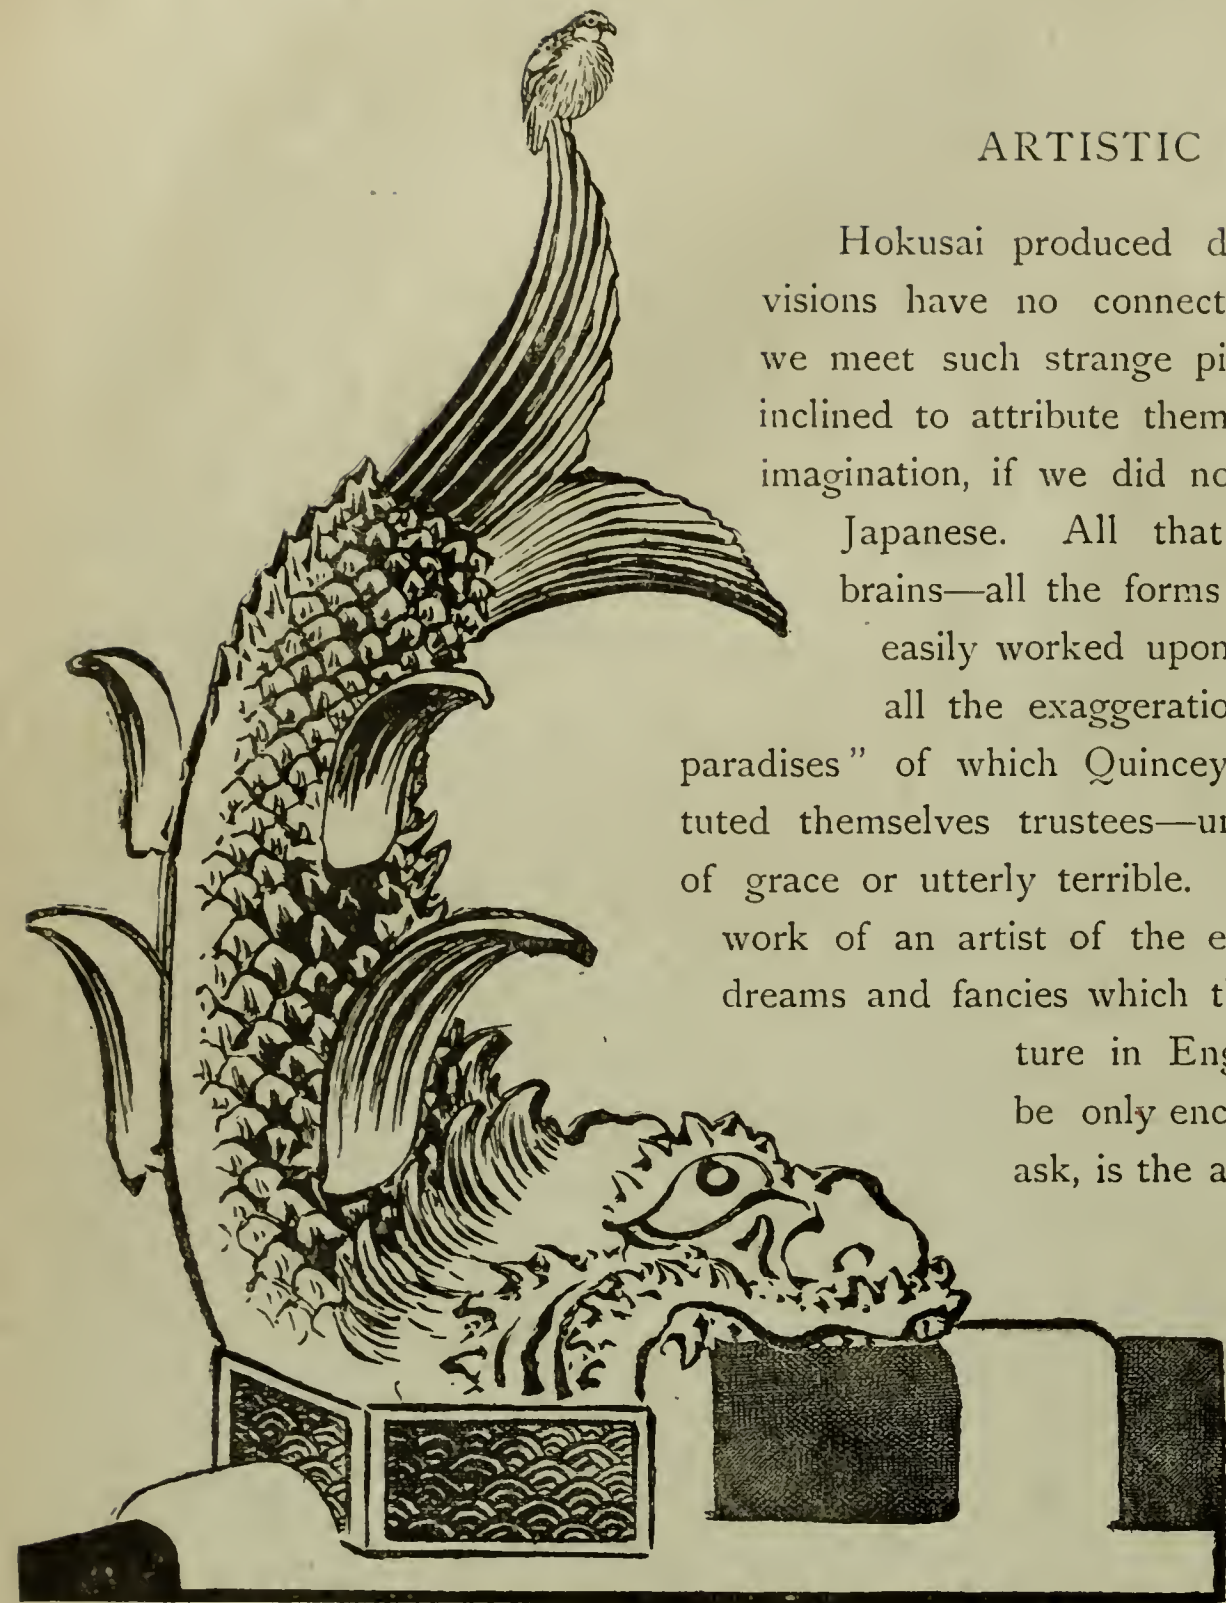 ARTISTIC
Hokusai produced d
visions have no connect
we meet such strange pi
inclined to attribute them
imagination, if we did no
Japanese. All that
brains—all the forms
easily worked upon
all the exaggeratio
paradises” of which Quincey
tuted themselves trustees—un
of grace or utterly terrible.
work of an artist of the e
dreams and fancies which th
ture in Eng
be only enc
ask, is the a